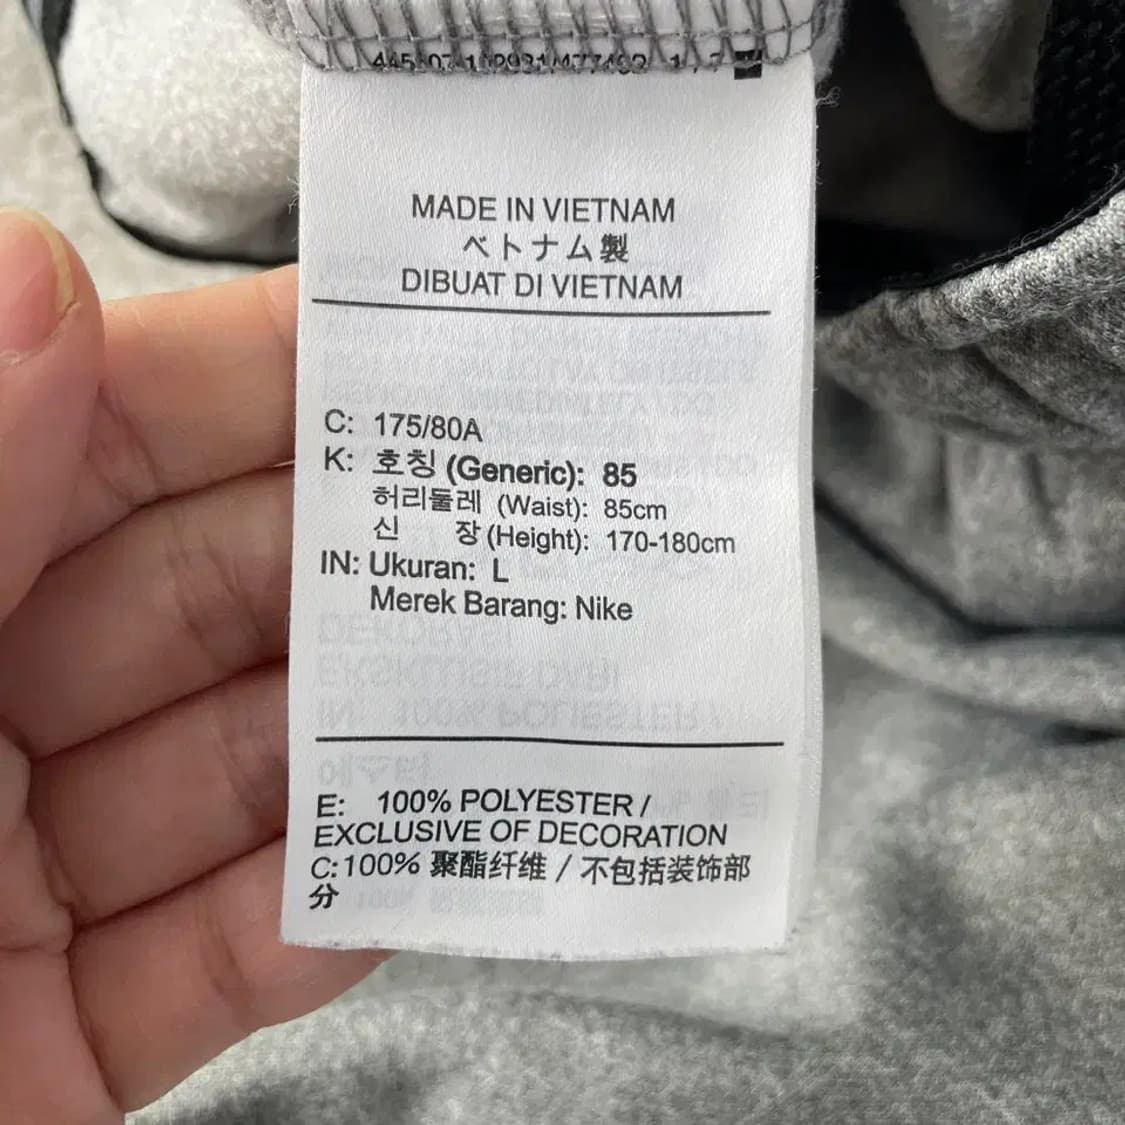 MADE IN VIETNAM
ベトナム製
DIBUAT DI VIETNAM
C: 175/80A
K: 호칭 (Generic): 85
허리둘레 (Waist): 85cm
신 장 (Height): 170-180cm
IN: Ukuran: L
Merek Barang: Nike
E: 100% POLYESTER /
EXCLUSIVE OF DECORATION
C:100% 聚酯纤维 / 不包括装饰部
分